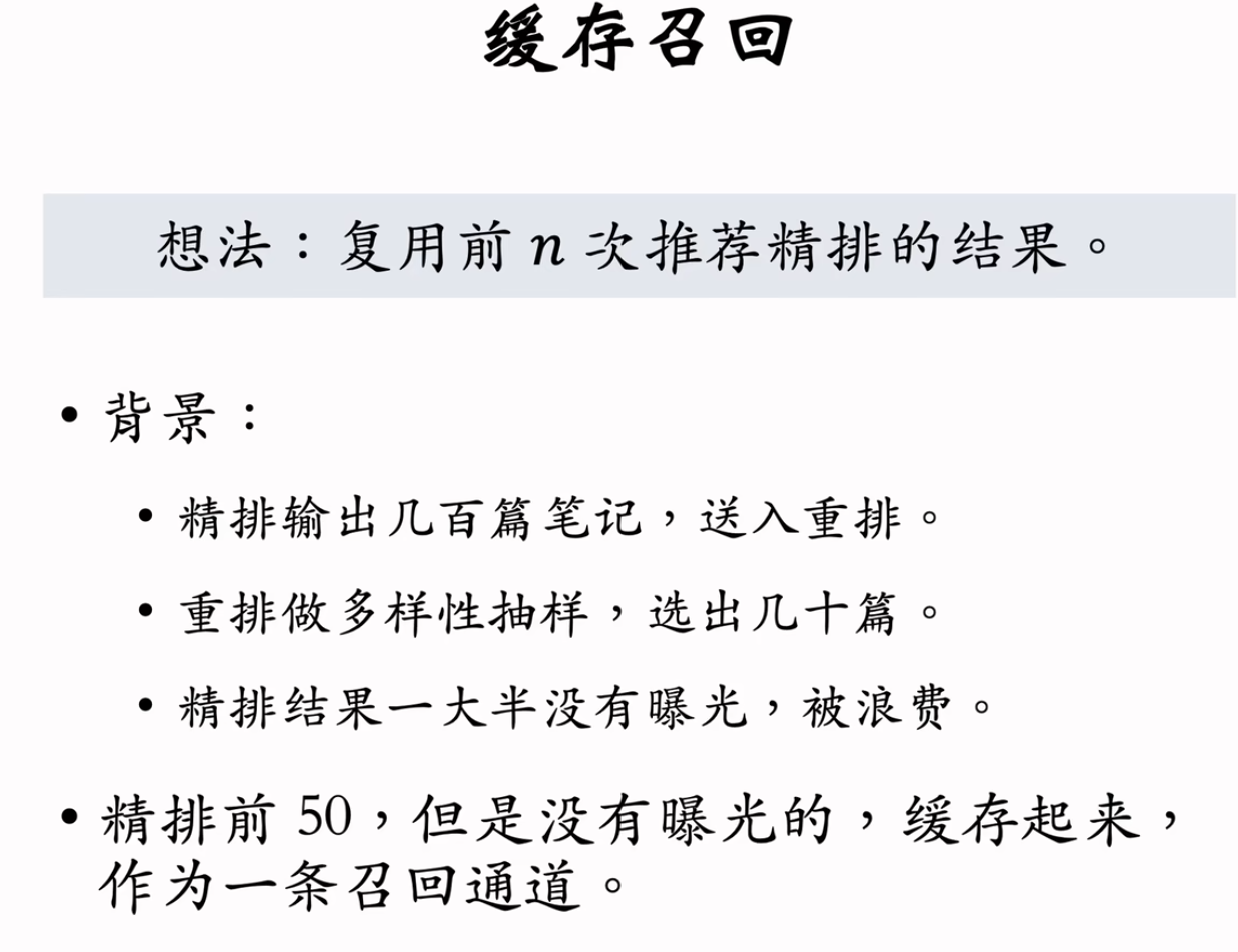 缓存召回
想法：复用前 n 次推荐精排的结果。
• 背景：
• 精排输出几百篇笔记，送入重排。
• 重排做多样性抽样，选出几十篇。
• 精排结果一大半没有曝光，被浪费。
• 精排前 50，但是没有曝光的，缓存起来，
作为一条召回通道。